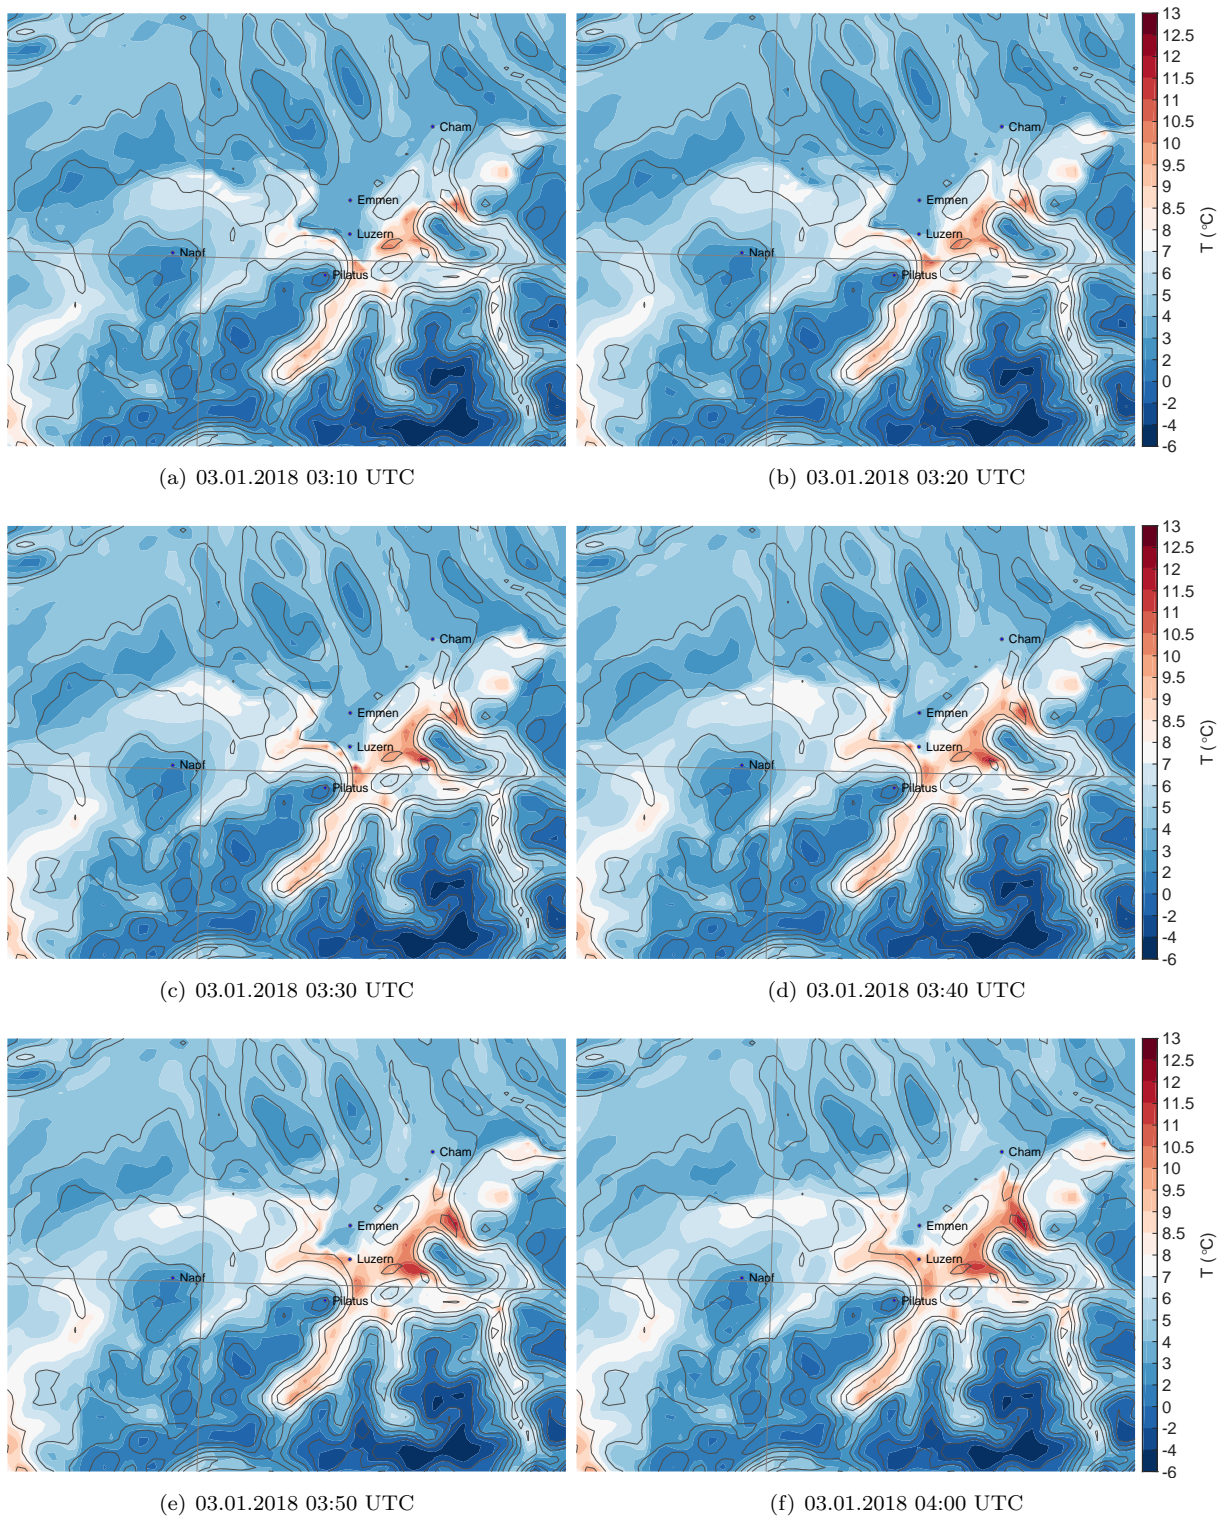 Cham
Emmen
Luzern
Napf
Pilatus
Cham
Emmen
Luzern
Napf
Pilatus
13
12.5
12
11.5
11
10.5
10
9.5
9
8.5
8
7
6
5
4
3
2
0
-2
-4
-6
T (°C)
(a) 03.01.2018 03:10 UTC
(b) 03.01.2018 03:20 UTC
Cham
Emmen
Luzern
Napf
Pilatus
Cham
Emmen
Luzern
Napf
Pilatus
13
12.5
12
11.5
11
10.5
10
9.5
9
8.5
8
7
6
5
4
3
2
0
-2
-4
-6
T (°C)
(c) 03.01.2018 03:30 UTC
(d) 03.01.2018 03:40 UTC
Cham
Emmen
Luzern
Napf
Pilatus
Cham
Emmen
Luzern
Napf
Pilatus
13
12.5
12
11.5
11
10.5
10
9.5
9
8.5
8
7
6
5
4
3
2
0
-2
-4
-6
T (°C)
(e) 03.01.2018 03:50 UTC
(f) 03.01.2018 04:00 UTC